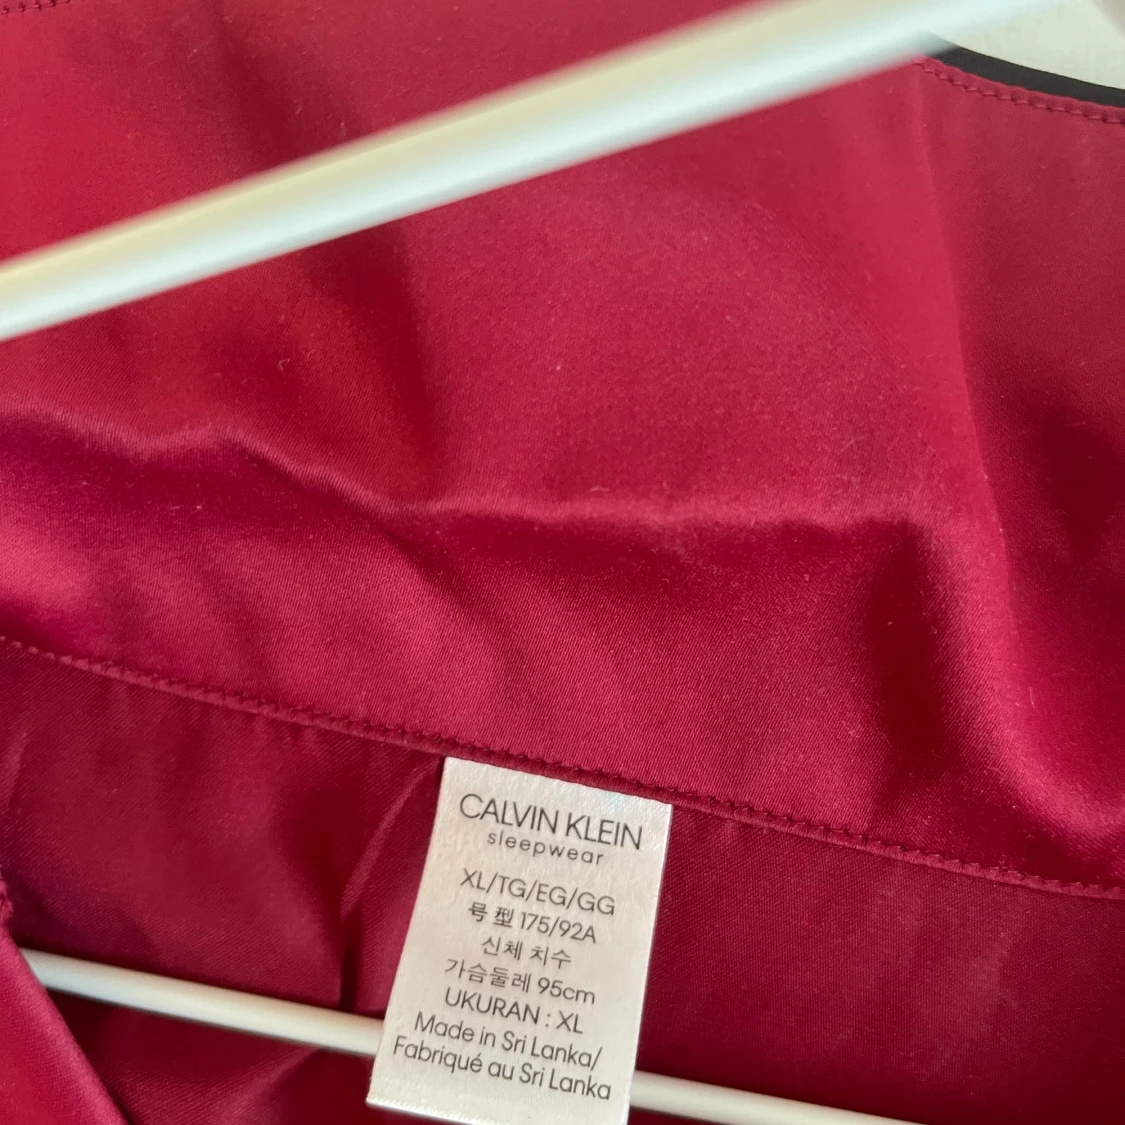 CALVIN KLEIN
sleepwear
XL/TG/EG/GG
号型 175/92A
신체 치수
가슴둘레 95cm
UKURAN : XL
Made in Sri Lanka/
Fabriqué au Sri Lanka